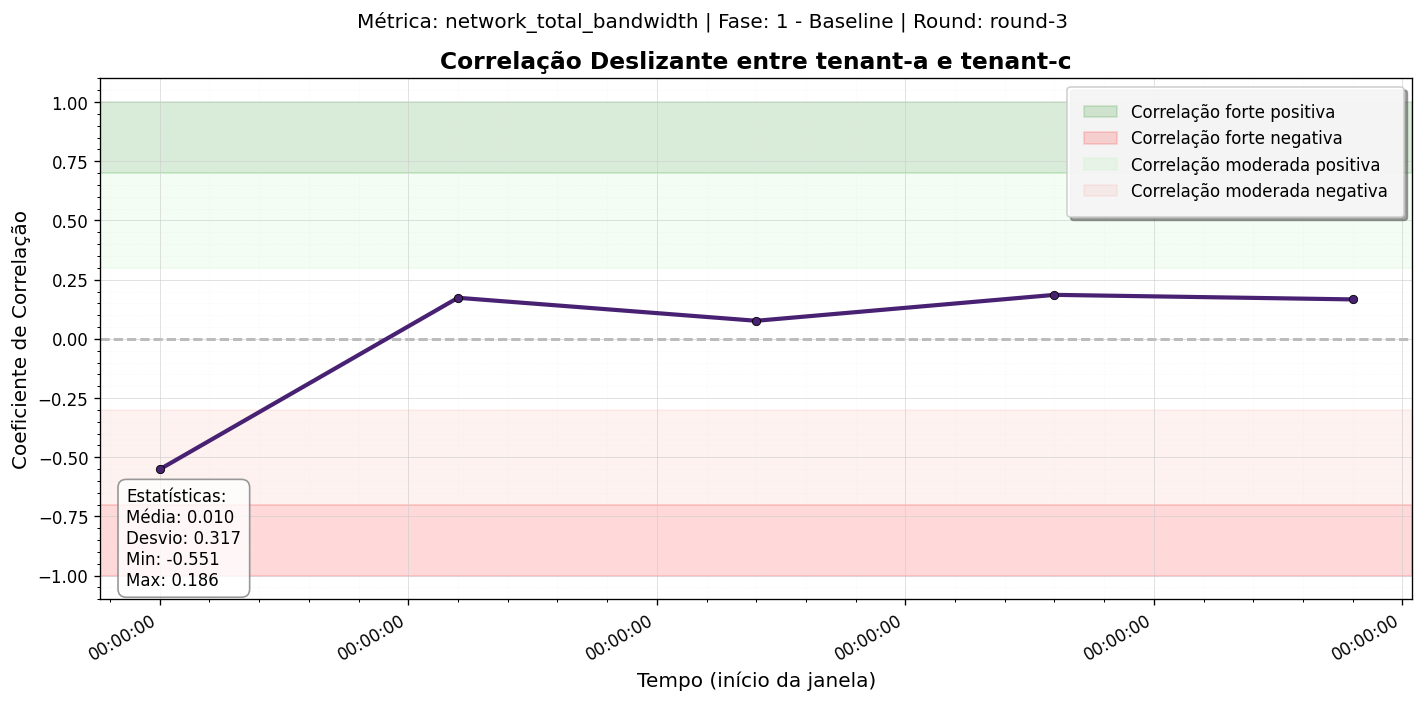 Métrica: network_total_bandwidth | Fase: 1 - Baseline | Round: round-3
Correlação Deslizante entre tenant-a e tenant-c
Correlação forte positiva
Correlação forte negativa
Correlação moderada positiva
Correlação moderada negativa
Coeficiente de Correlação
1.00
0.75
0.50
0.25
0.00
−0.25
−0.50
−0.75
−1.00
Estatísticas:
Média: 0.010
Desvio: 0.317
Min: -0.551
Max: 0.186
00:00:00
00:00:00
00:00:00
00:00:00
00:00:00
00:00:00
Tempo (início da janela)